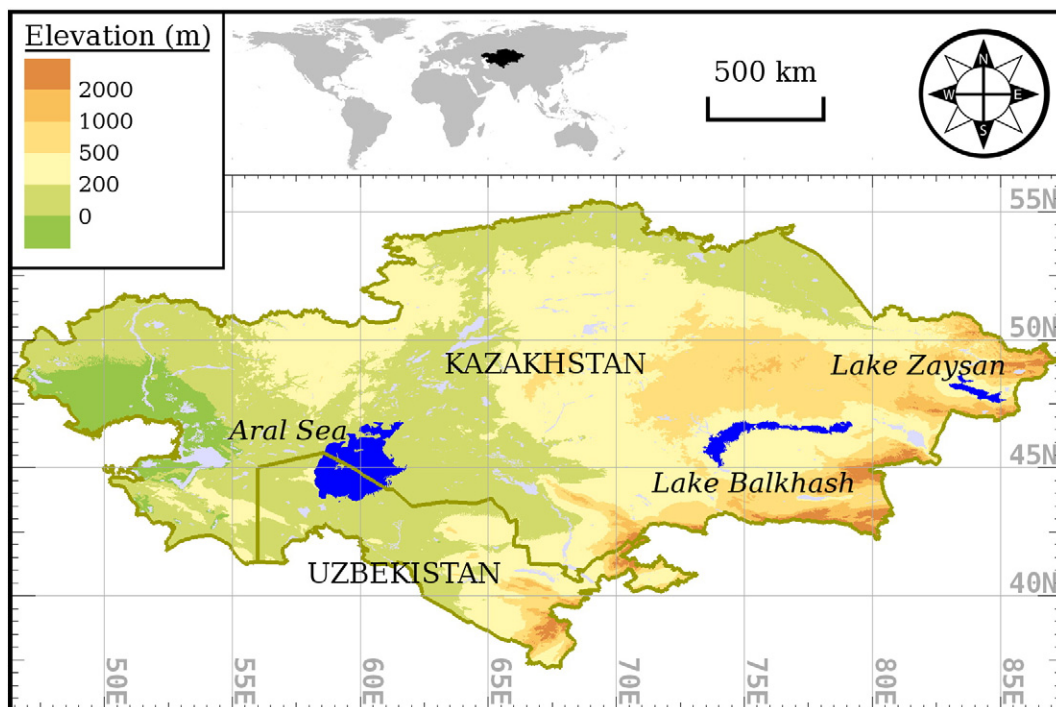 Elevation (m)
2000
1000
500
200
0
500 km
N
W
E
S
55N
50N
KAZAKHSTAN
Lake Zaysan
Aral Sea
45N
Lake Balkhash
UZBEKISTAN
40N
50E
55E
60E
65E
70E
75E
80E
85E